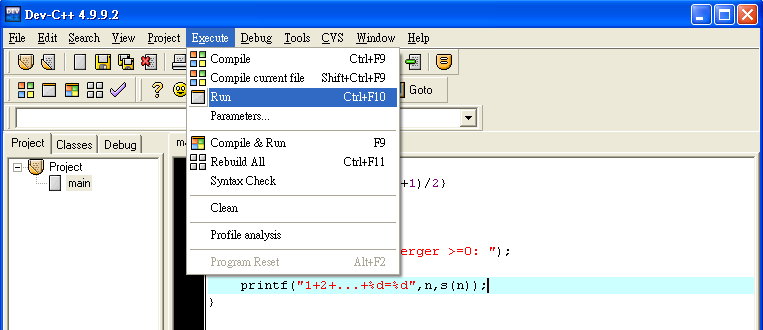 Dev-C++ 4.9.9.2
File Edit Search View Project Execute Debug Tools CVS Window Help
Compile Ctrl+F9
Compile current file Shift+Ctrl+F9
Run Ctrl+F10
Parameters...
Compile & Run F9
Rebuild All Ctrl+F11
Syntax Check
Clean
Profile analysis
Program Reset Alt+F2
Goto
Project Classes Debug
Project
main
+1)/2}
erger >=0: ");
printf("1+2+...+%d=%d",n,s(n));
}